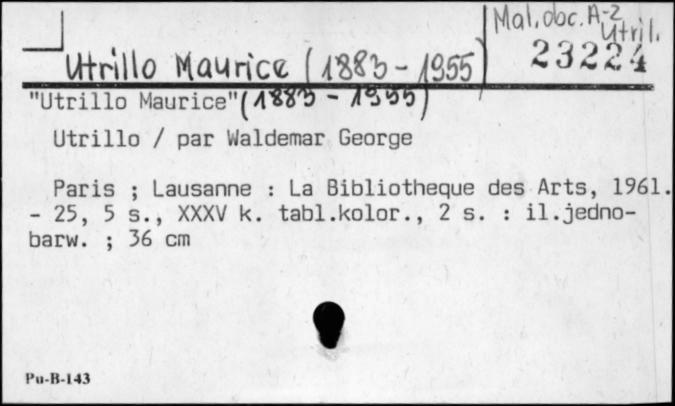 Mal. obc. A-Z
Utril.
23224
Utrillo Maurice (1883 - 1955)
"Utrillo Maurice" (1883 - 1955)
Utrillo / par Waldemar George
Paris ; Lausanne : La Bibliotheque des Arts, 1961.
- 25, 5 s., XXXV k. tabl.kolor., 2 s. : il.jedno-
barw. ; 36 cm
Pu-B-143